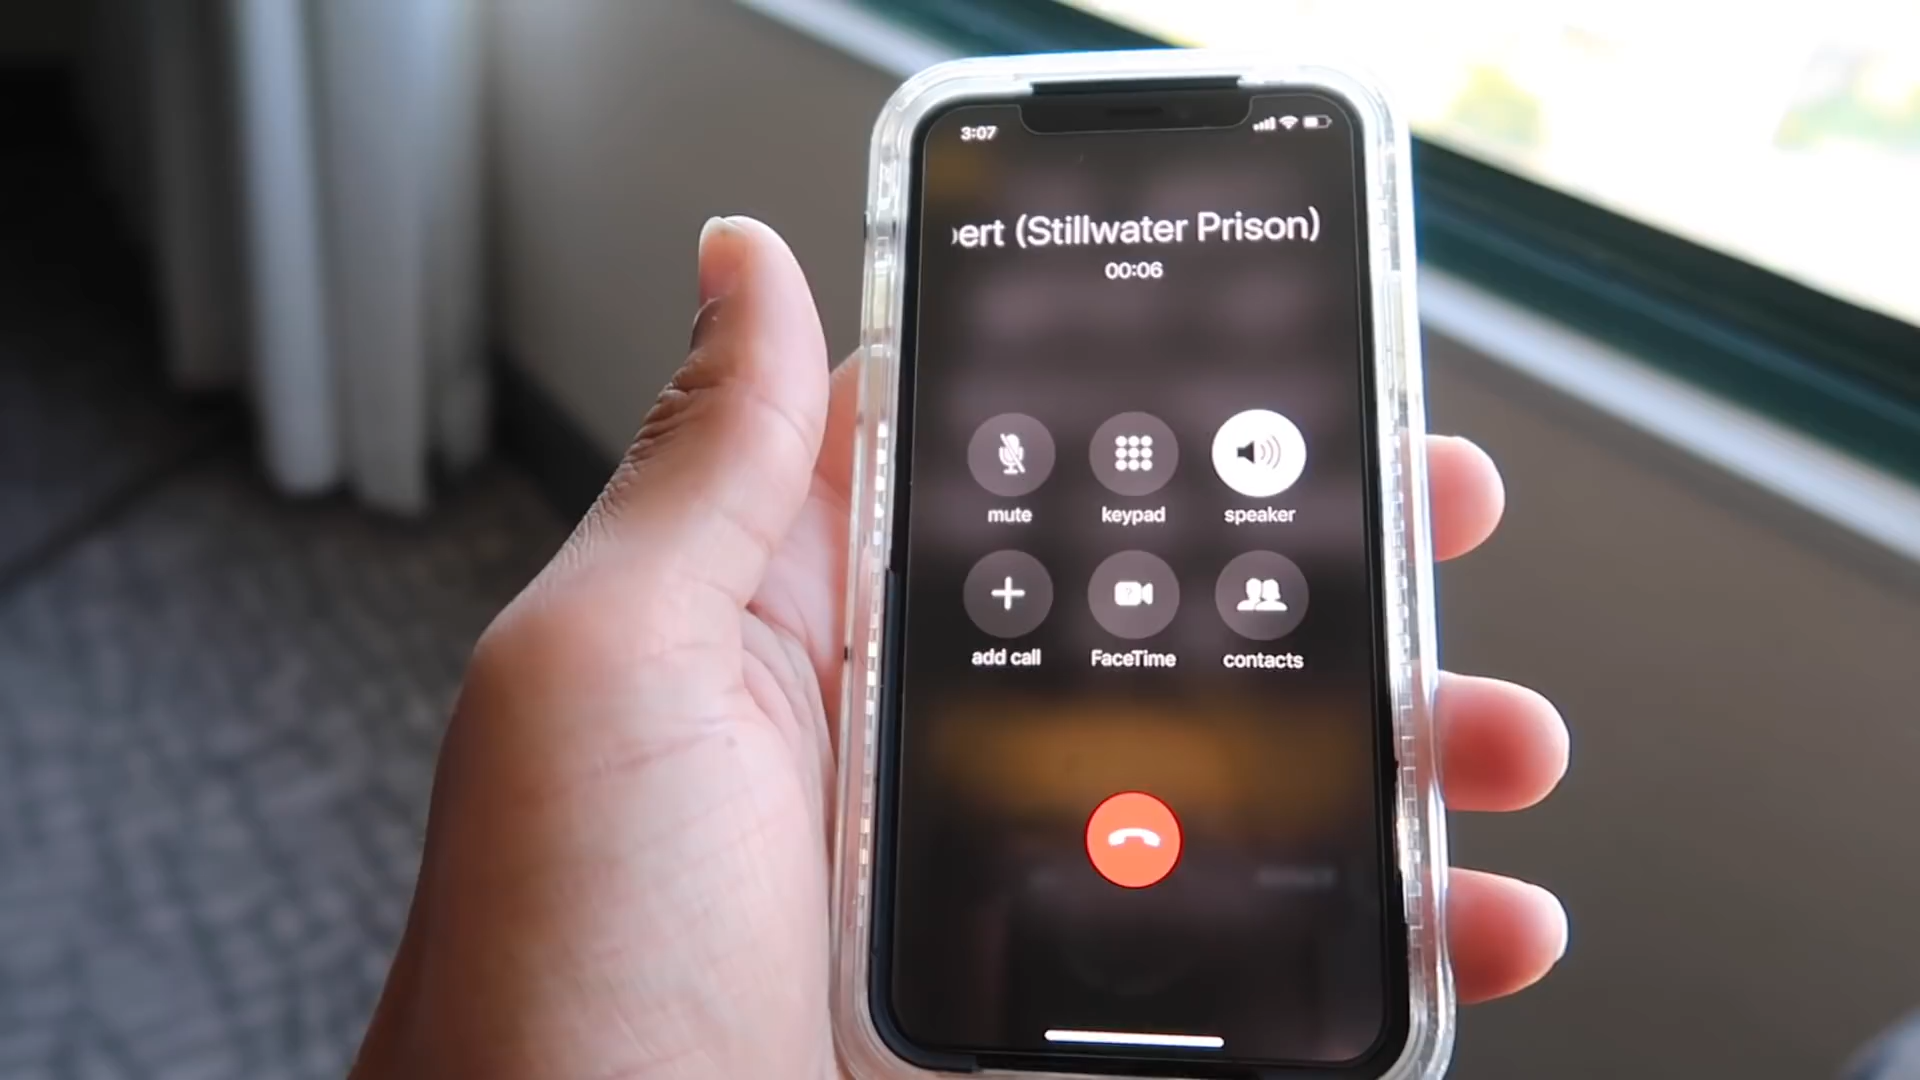 3:07
ert (Stillwater Prison)
00:06
mute keypad speaker
add call FaceTime contacts